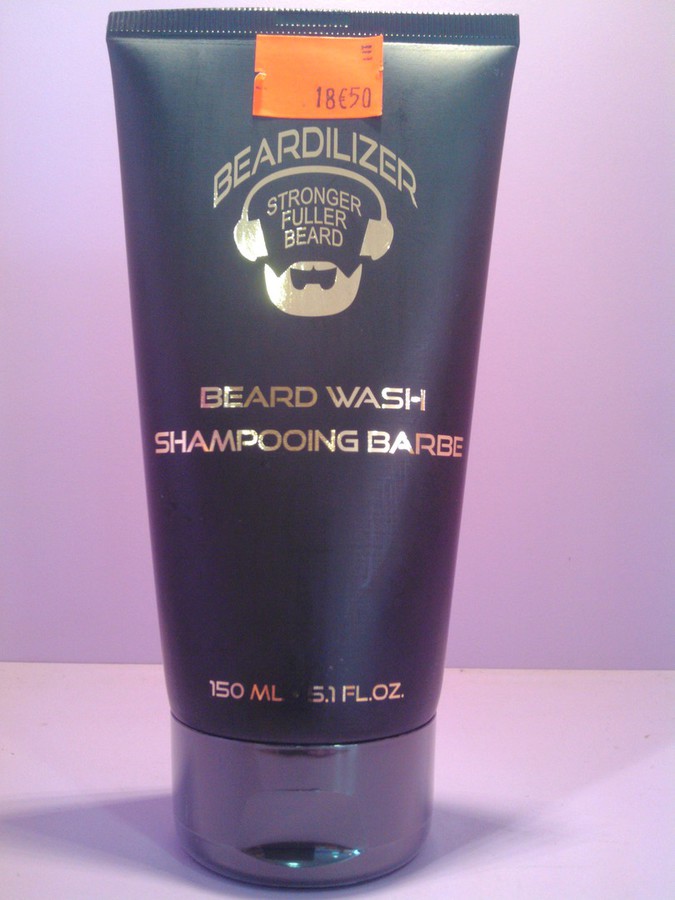 18€50
BEARDILIZER
STRONGER
FULLER
BEARD
BEARD WASH
SHAMPOOING BARBE
150 ML 5.1 FL.OZ.